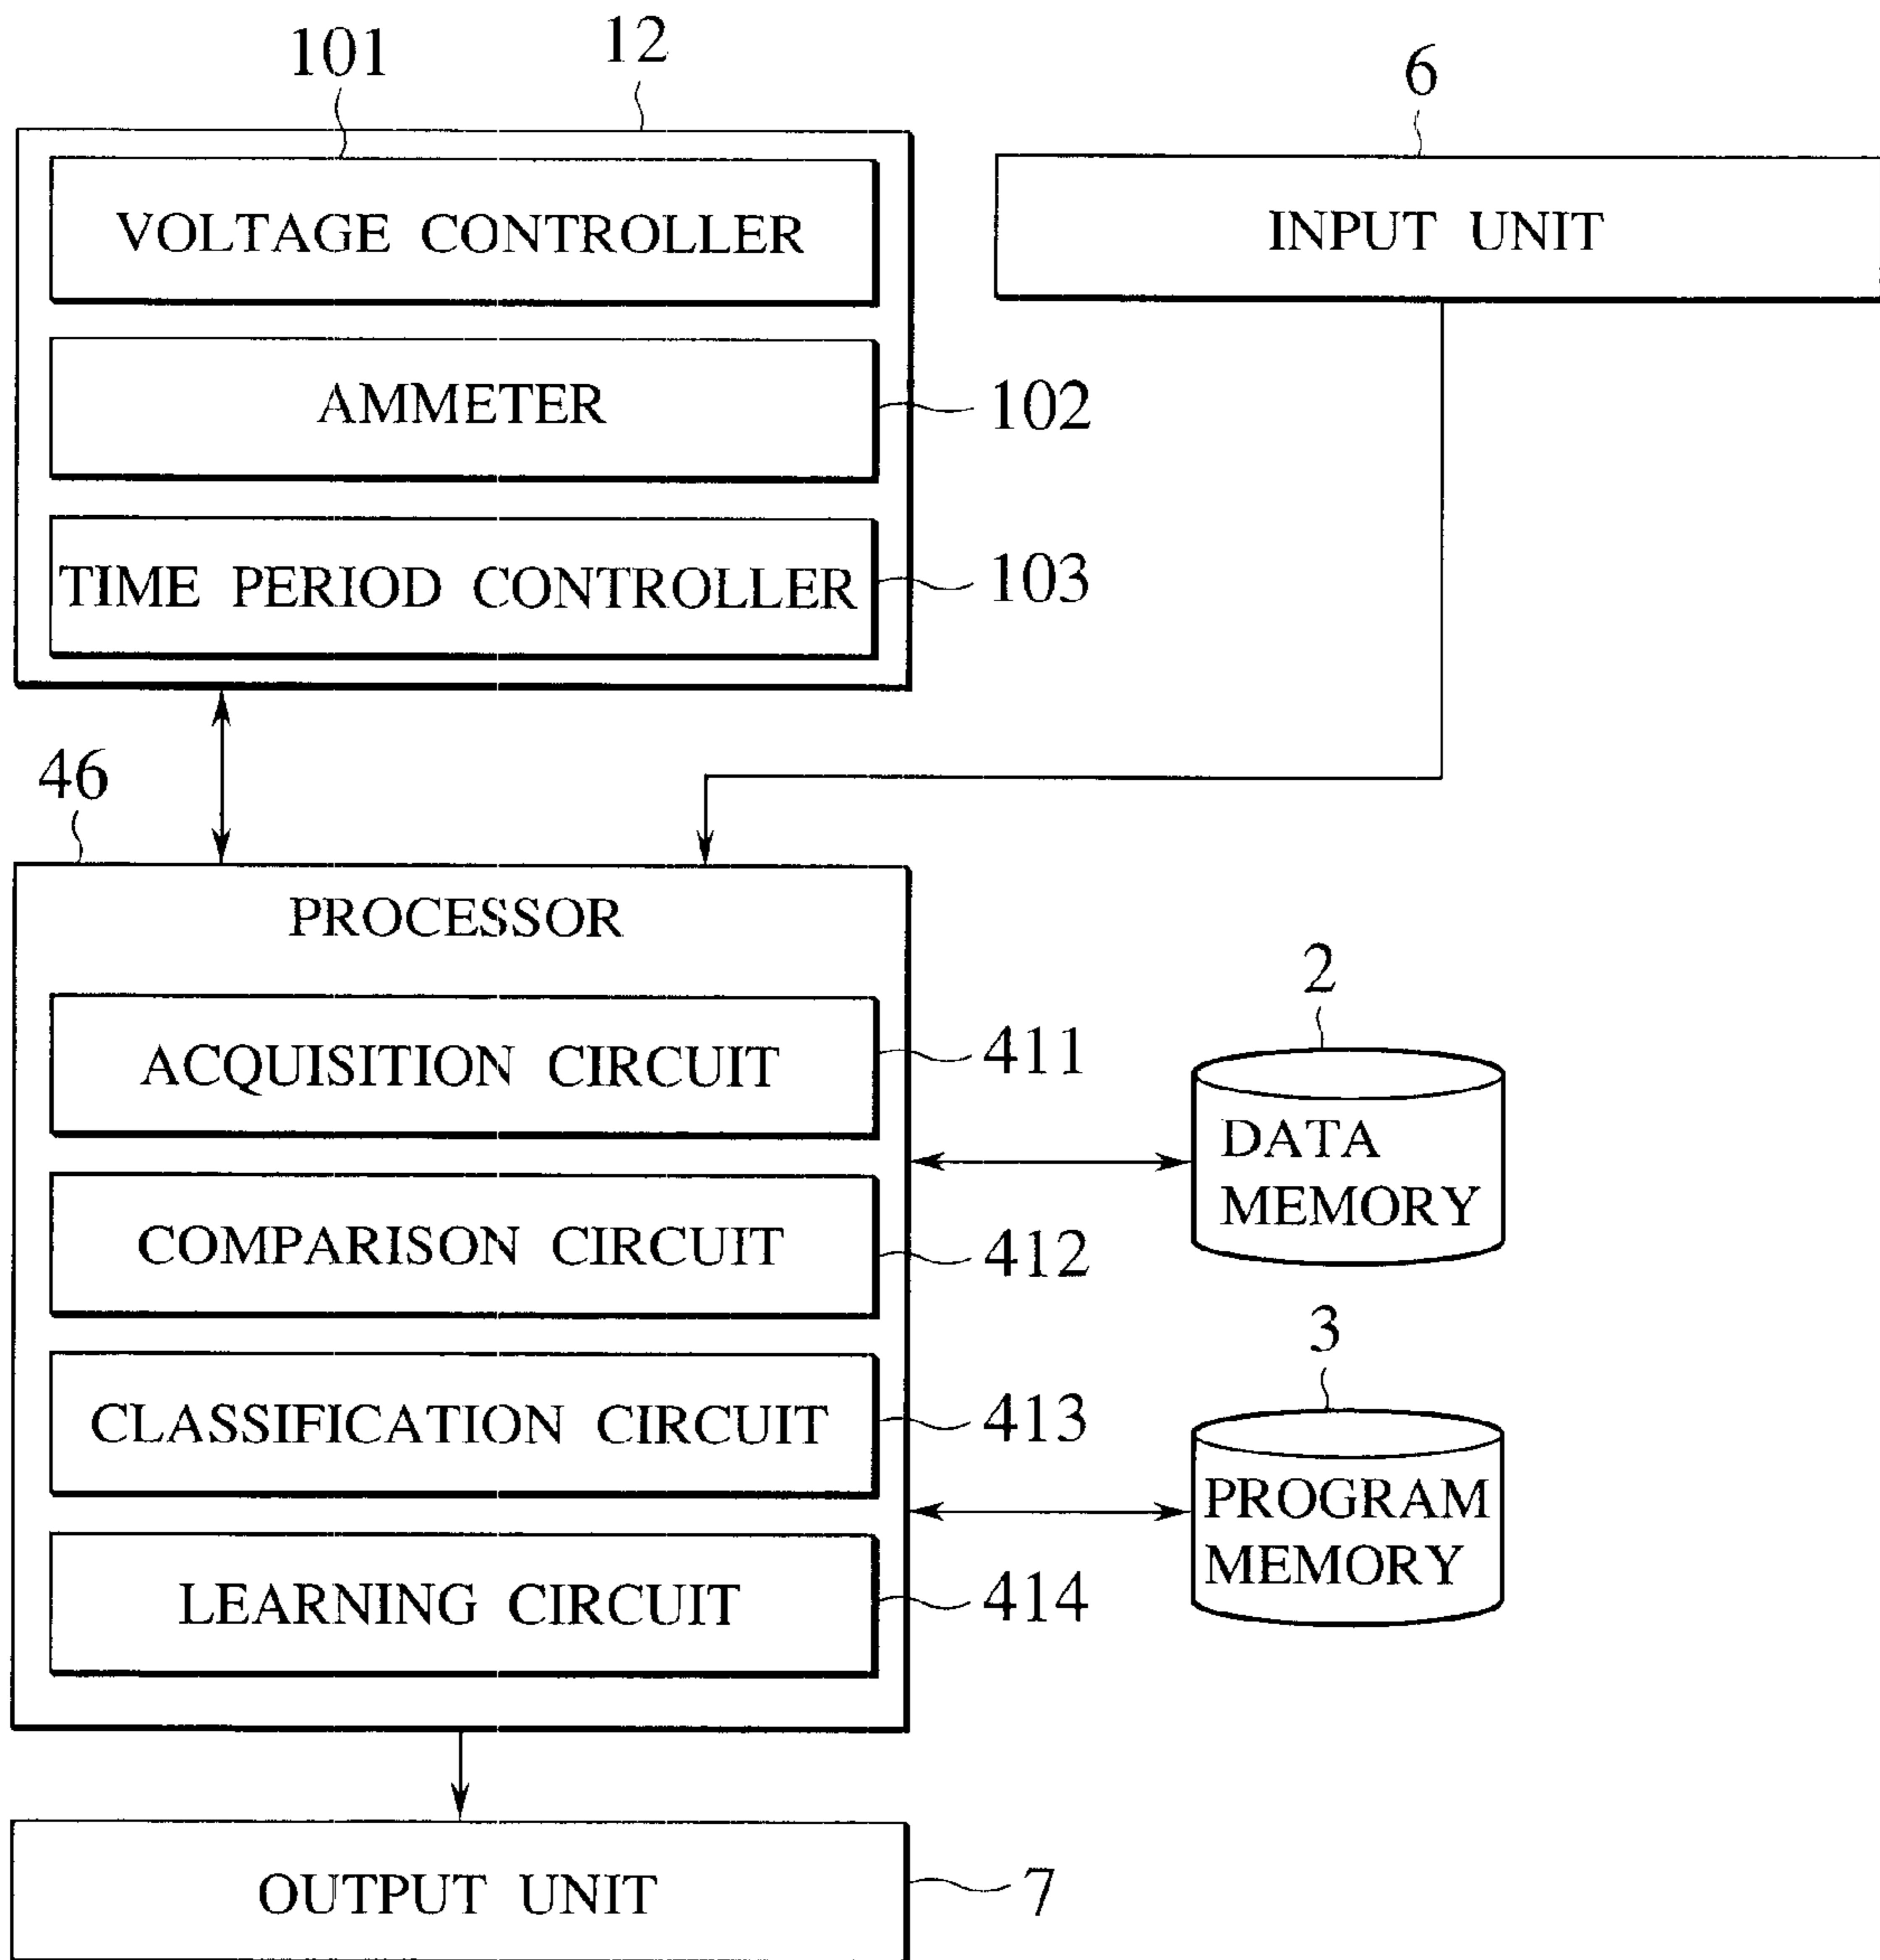 101
12
6
VOLTAGE CONTROLLER
INPUT UNIT
AMMETER
102
TIME PERIOD CONTROLLER
103
46
PROCESSOR
2
ACQUISITION CIRCUIT
411
DATA
MEMORY
COMPARISON CIRCUIT
412
3
CLASSIFICATION CIRCUIT
413
PROGRAM
MEMORY
LEARNING CIRCUIT
414
OUTPUT UNIT
7